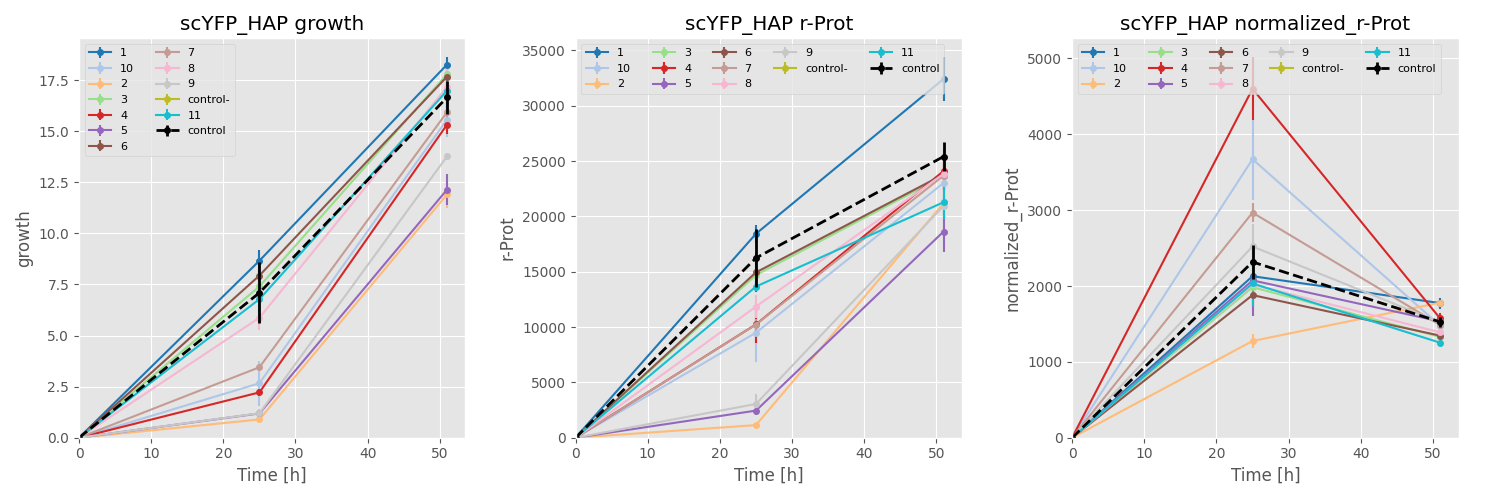 scYFP_HAP growth
1
10
2
3
4
5
6
7
8
9
control-
11
control
17.5
15.0
12.5
10.0
7.5
5.0
2.5
0.0
growth
0 10 20 30 40 50
Time [h]
scYFP_HAP r-Prot
1 3 6 9 11
10 4 7 control- control
2 5 8
35000
30000
25000
20000
15000
10000
5000
0
r-Prot
0 10 20 30 40 50
Time [h]
scYFP_HAP normalized_r-Prot
1 3 6 9 11
10 4 7 control- control
2 5 8
5000
4000
3000
2000
1000
0
normalized_r-Prot
0 10 20 30 40 50
Time [h]